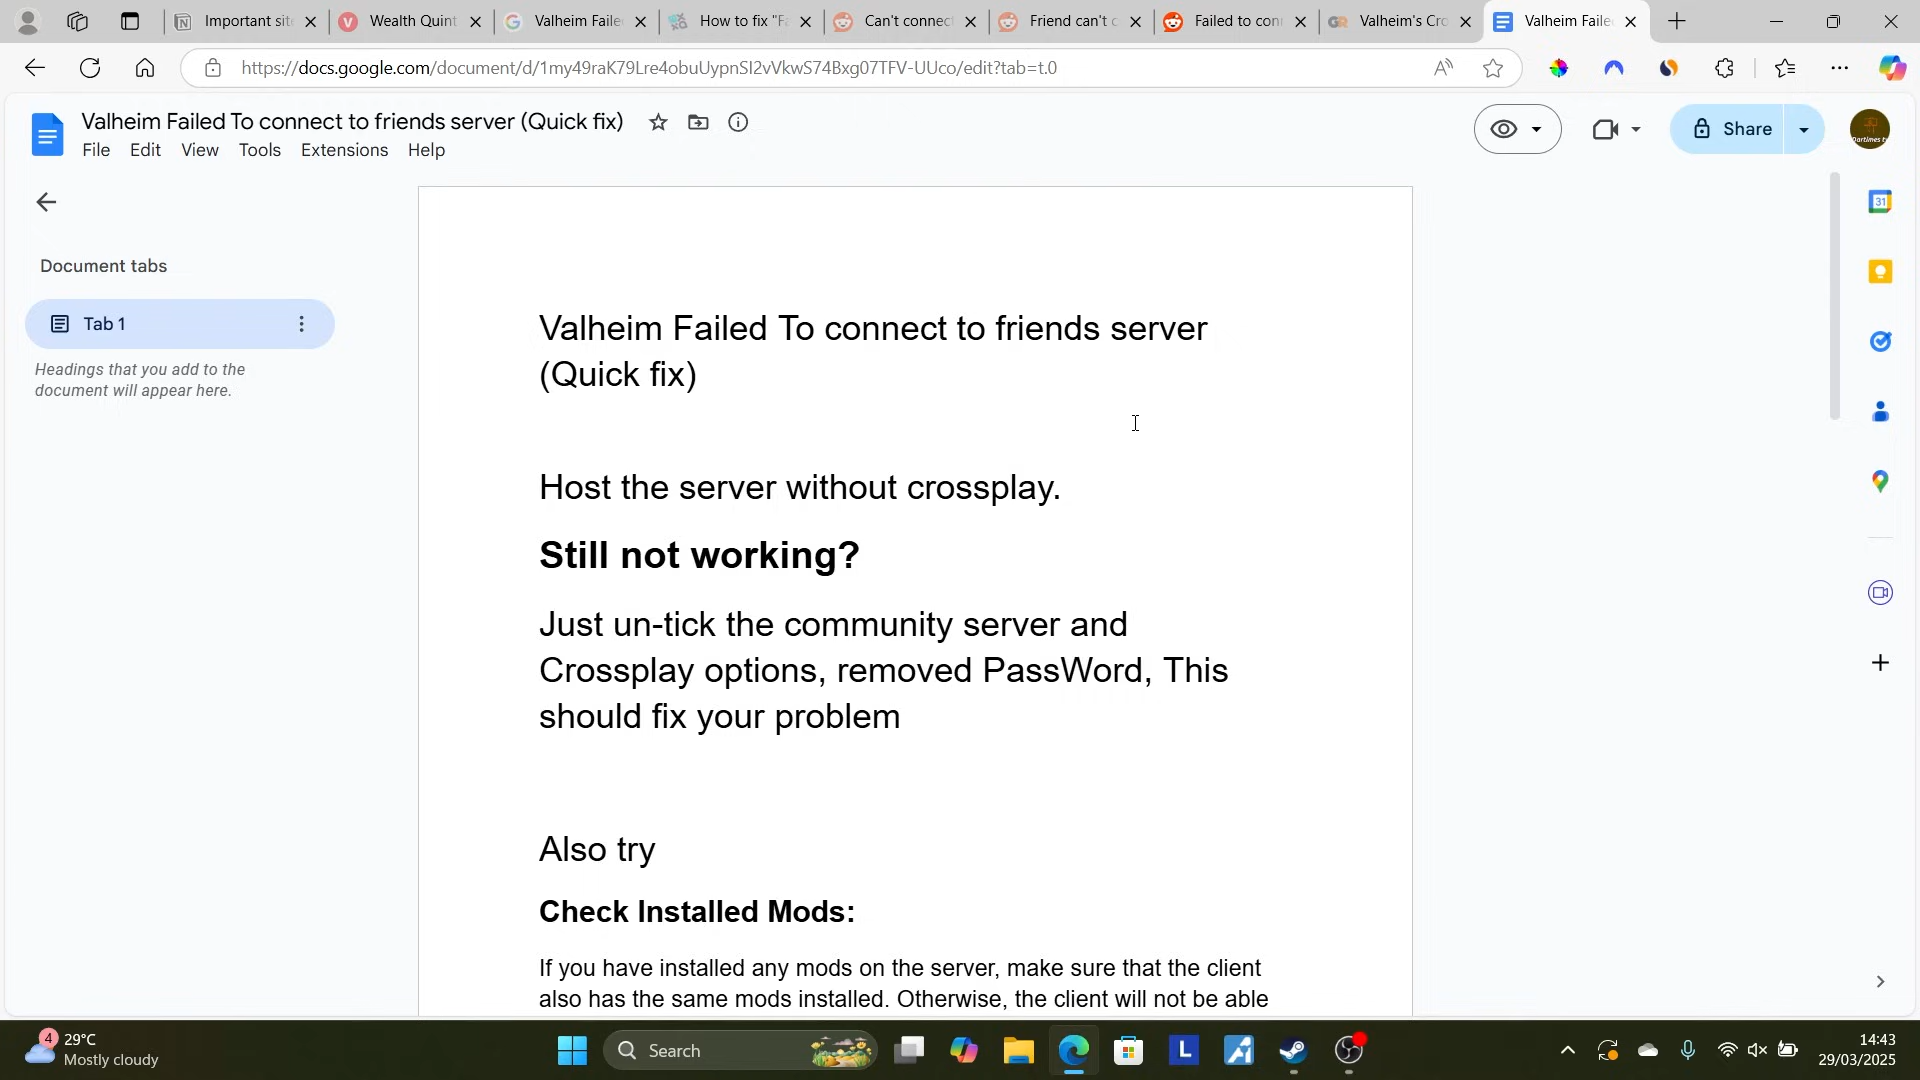 Important sit
Wealth Quint
Valheim Faile
How to fix "Fa
Can't connect
Friend can't c
Failed to con
Valheim's Cro
Valheim Faile
https://docs.google.com/document/d/1my49raK79Lre4obuUypnSI2vVkwS74Bxg07TFV-UUco/edit?tab=t.0
Valheim Failed To connect to friends server (Quick fix)
File Edit View Tools Extensions Help
Share
Document tabs
Tab 1
Headings that you add to the
document will appear here.
Valheim Failed To connect to friends server
(Quick fix)
Host the server without crossplay.
Still not working?
Just un-tick the community server and
Crossplay options, removed PassWord, This
should fix your problem
Also try
Check Installed Mods:
If you have installed any mods on the server, make sure that the client
also has the same mods installed. Otherwise, the client will not be able
4
29°C
Mostly cloudy
Search
14:43
29/03/2025